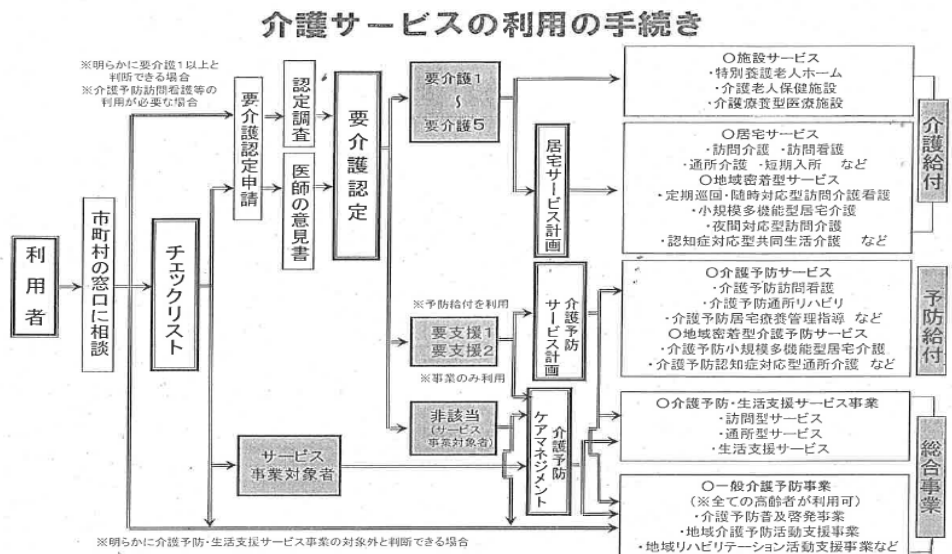 介護サービスの利用の手続き
※明らかに要介護1以上と
判断できる場合
※介護予防訪問看護等の
利用が必要な場合
利用者
市町村の窓口に相談
チェックリスト
要介護認定申請
認定調査
医師の意見書
要介護認定
要介護1
~
要介護5
※予防給付を利用
要支援1
要支援2
※事業のみ利用
非該当
(サービス
事業対象者)
サービス
事業対象者
居宅サービス計画
介護予防
サービス計画
介護予防
ケアマネジメント
○施設サービス
・特別養護老人ホーム
・介護老人保健施設
・介護療養型医療施設
○居宅サービス
・訪問介護 ・訪問看護
・通所介護 ・短期入所 など
○地域密着型サービス
・定期巡回・随時対応型訪問介護看護
・小規模多機能型居宅介護
・夜間対応型訪問介護
・認知症対応型共同生活介護 など
介護給付
○介護予防サービス
・介護予防訪問看護
・介護予防通所リハビリ
・介護予防居宅療養管理指導 など
○地域密着型介護予防サービス
・介護予防小規模多機能型居宅介護
・介護予防認知症対応型通所介護 など
予防給付
○介護予防・生活支援サービス事業
・訪問型サービス
・通所型サービス
・生活支援サービス
○一般介護予防事業
(※全ての高齢者が利用可)
・介護予防普及啓発事業
・地域介護予防活動支援事業
・地域リハビリテーション活動支援事業など
総合事業
※明らかに介護予防・生活支援サービス事業の対象外と判断できる場合